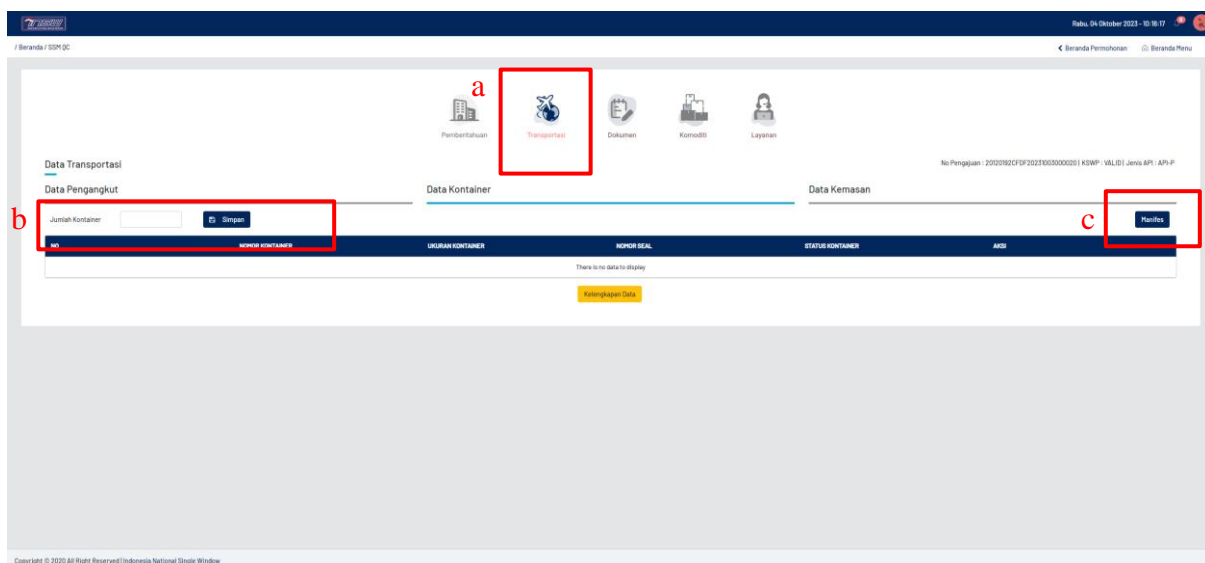 Rabu, 04 Oktober 2023 - 10:16:17
/ Beranda / SSM QC
Beranda Permohonan
Beranda Menu
a
Pemberitahuan
Transportasi
Dokumen
Komoditi
Layanan
Data Transportasi
No Pengajuan : 20120192CFDF20231003000020 | KSWP : VALID | Jenis API : API-P
Data Pengangkut
Data Kontainer
Data Kemasan
b
Jumlah Kontainer
Simpan
c
Manifes
NO
NOMOR KONTAINER
UKURAN KONTAINER
NOMOR SEAL
STATUS KONTAINER
AKSI
There is no data to display
Kelengkapan Data
Copyright © 2020 All Right Reserved | Indonesia National Single Window